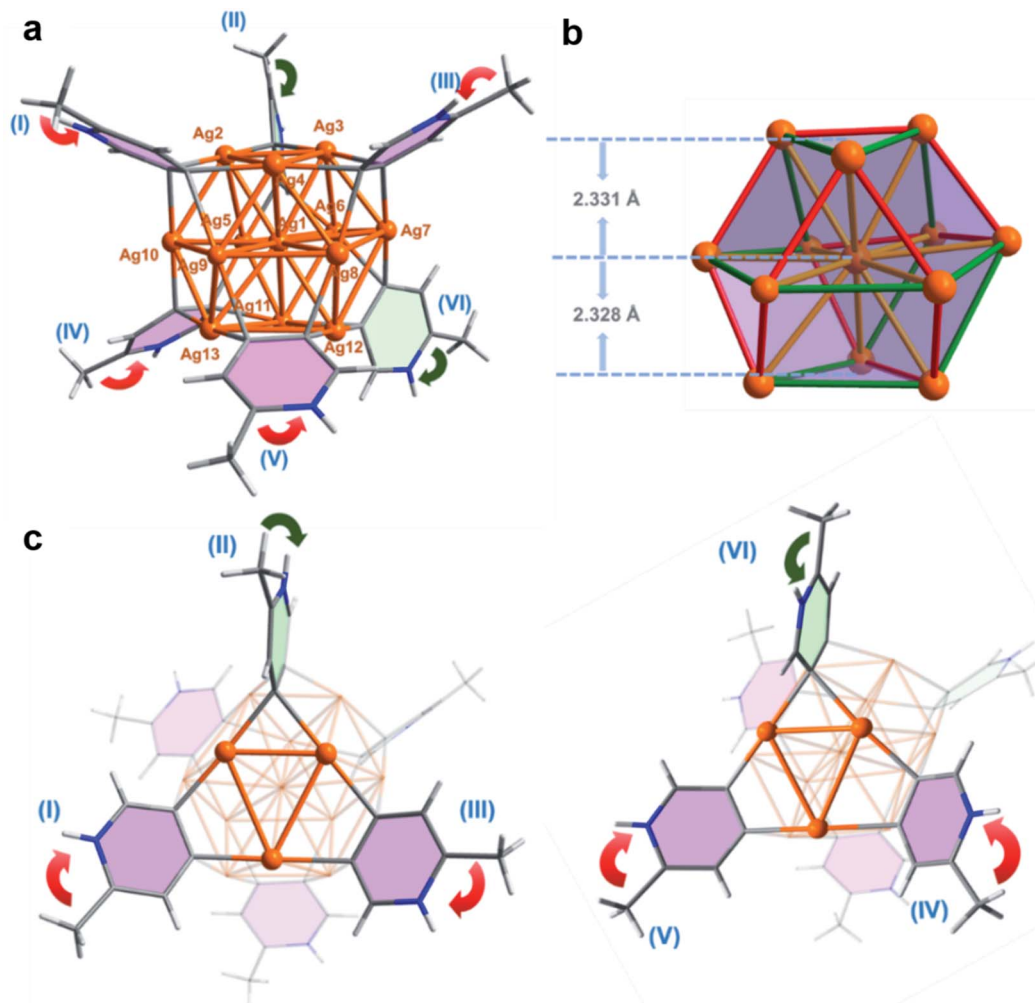 a
b
(II)
(III)
(I)
Ag2
Ag3
Ag4
Ag5
Ag6
Ag1
Ag7
Ag10
Ag9
Ag8
Ag11
(VI)
(IV)
Ag13
Ag12
(V)
2.331 Å
2.328 Å
c
(II)
(VI)
(I)
(III)
(V)
(IV)